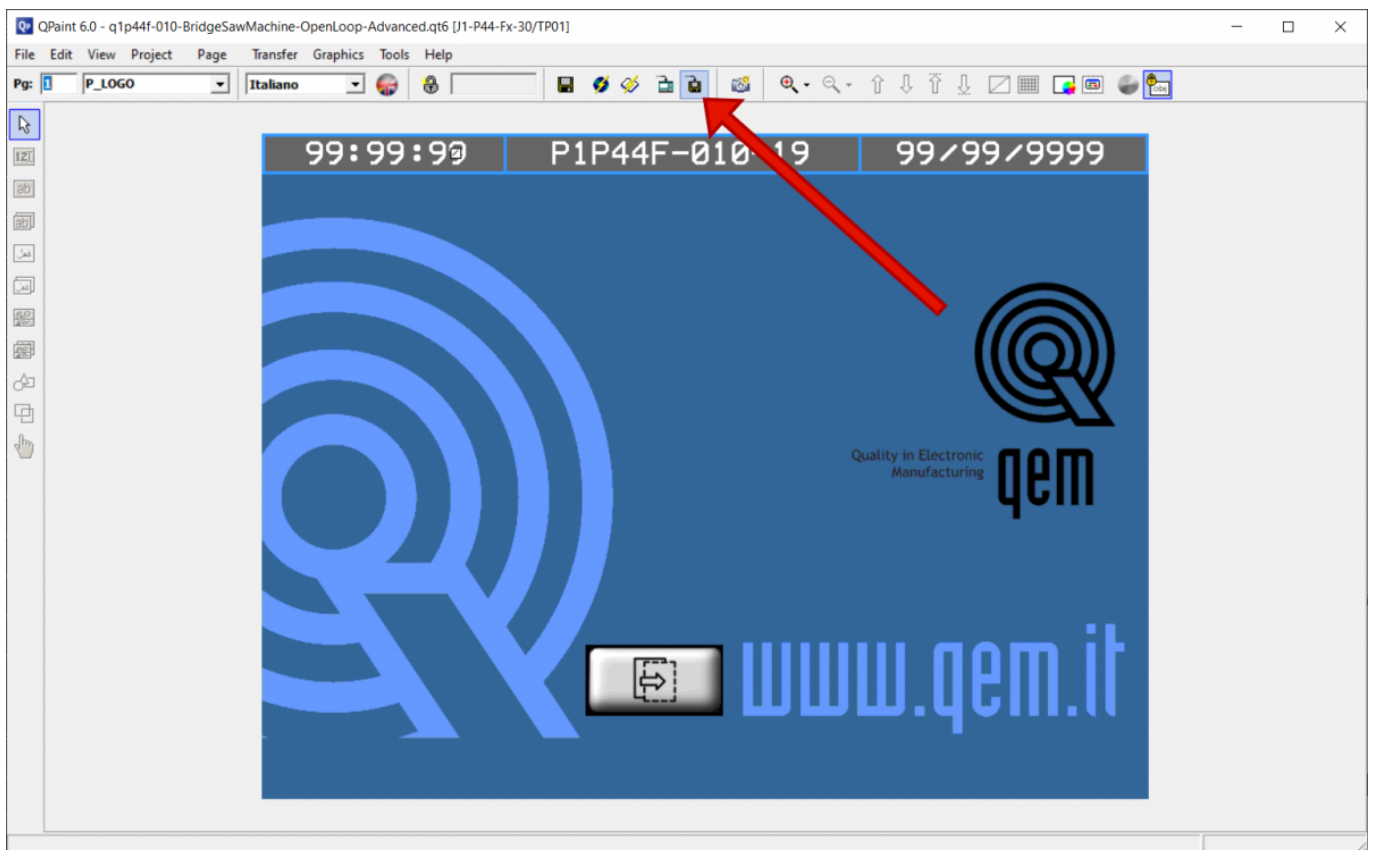 QPaint 6.0 - q1p44f-010-BridgeSawMachine-OpenLoop-Advanced.qt6 [J1-P44-Fx-30/TP01]
File Edit View Project Page Transfer Graphics Tools Help
Pg: 1 P_LOGO Italiano
99:99:99 P1P44F-010-19 99/99/9999
Quality in Electronic
Manufacturing
qem
www.qem.it